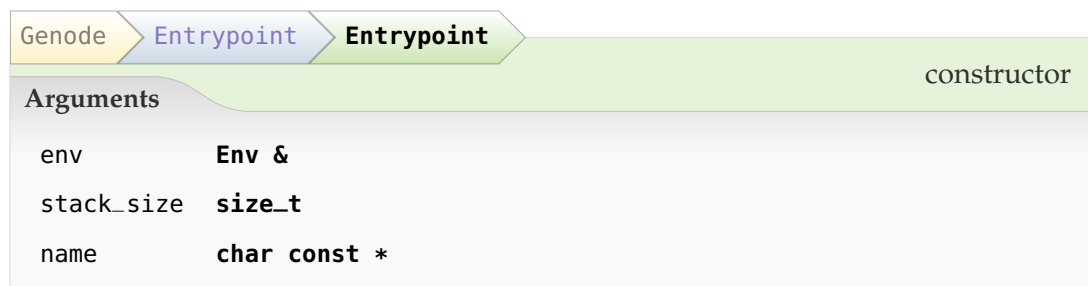 Genode Entrypoint Entrypoint
constructor
Arguments
env Env &
stack_size size_t
name char const *